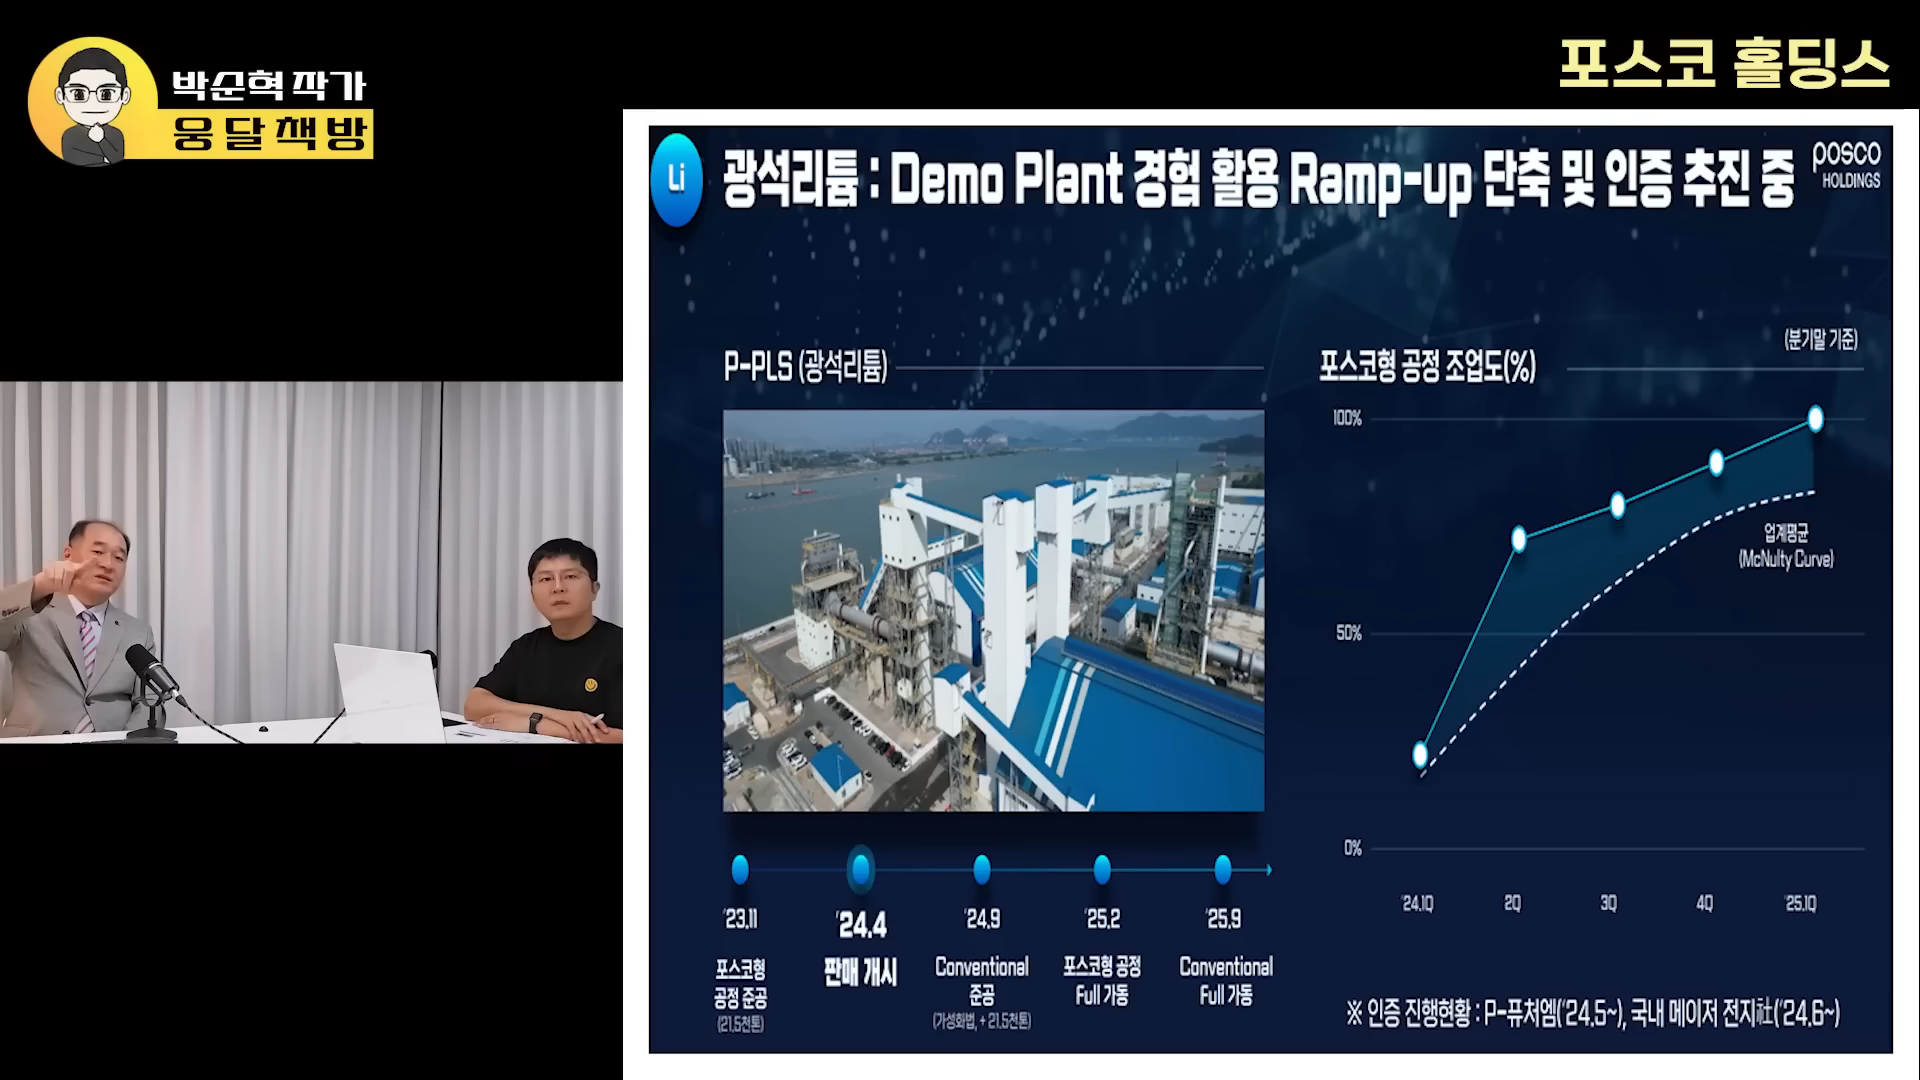 박순혁 작가
웅달책방
포스코 홀딩스
Li
광석리튬 : Demo Plant 경험 활용 Ramp-up 단축 및 인증 추진 중
posco
HOLDINGS
P-PLS (광석리튬)
'23.11
포스코형
공정 준공
(21.5천톤)
'24.4
판매 개시
'24.9
Conventional
준공
(가성화법, + 21.5천톤)
'25.2
포스코형 공정
Full 가동
'25.9
Conventional
Full 가동
(분기말 기준)
포스코형 공정 조업도(%)
100%
50%
0%
업계평균
(McNulty Curve)
'24.1Q
2Q
3Q
4Q
'25.1Q
※ 인증 진행현황 : P-퓨처엠('24.5~), 국내 메이저 전지社('24.6~)